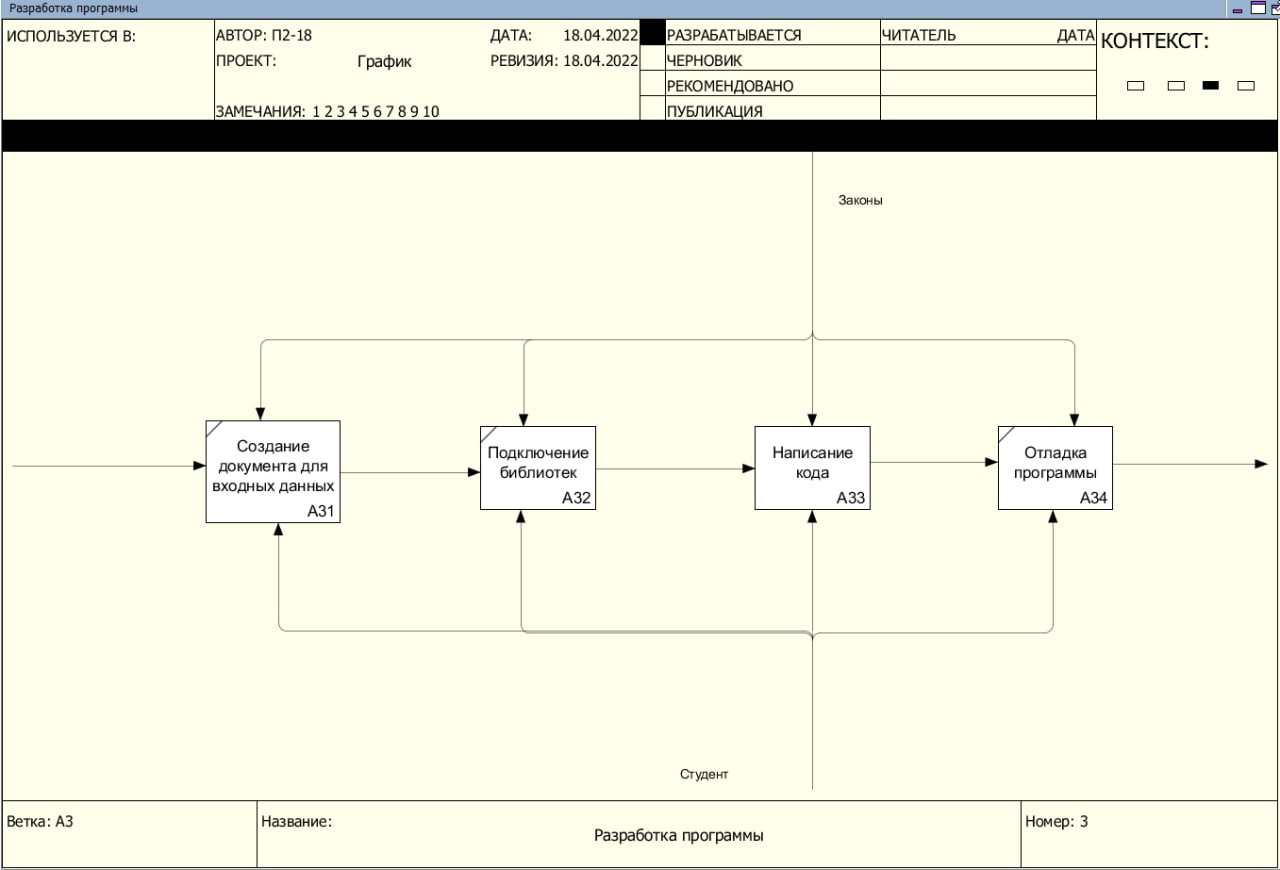 Разработка программы
ИСПОЛЬЗУЕТСЯ В:
АВТОР: П2-18
ДАТА: 18.04.2022
ПРОЕКТ: График
РЕВИЗИЯ: 18.04.2022
ЗАМЕЧАНИЯ: 1 2 3 4 5 6 7 8 9 10
РАЗРАБАТЫВАЕТСЯ
ЧЕРНОВИК
РЕКОМЕНДОВАНО
ПУБЛИКАЦИЯ
ЧИТАТЕЛЬ
ДАТА
КОНТЕКСТ:
Законы
Создание
документа для
входных данных
A31
Подключение
библиотек
A32
Написание
кода
A33
Отладка
программы
A34
Студент
Ветка: A3
Название:
Разработка программы
Номер: 3